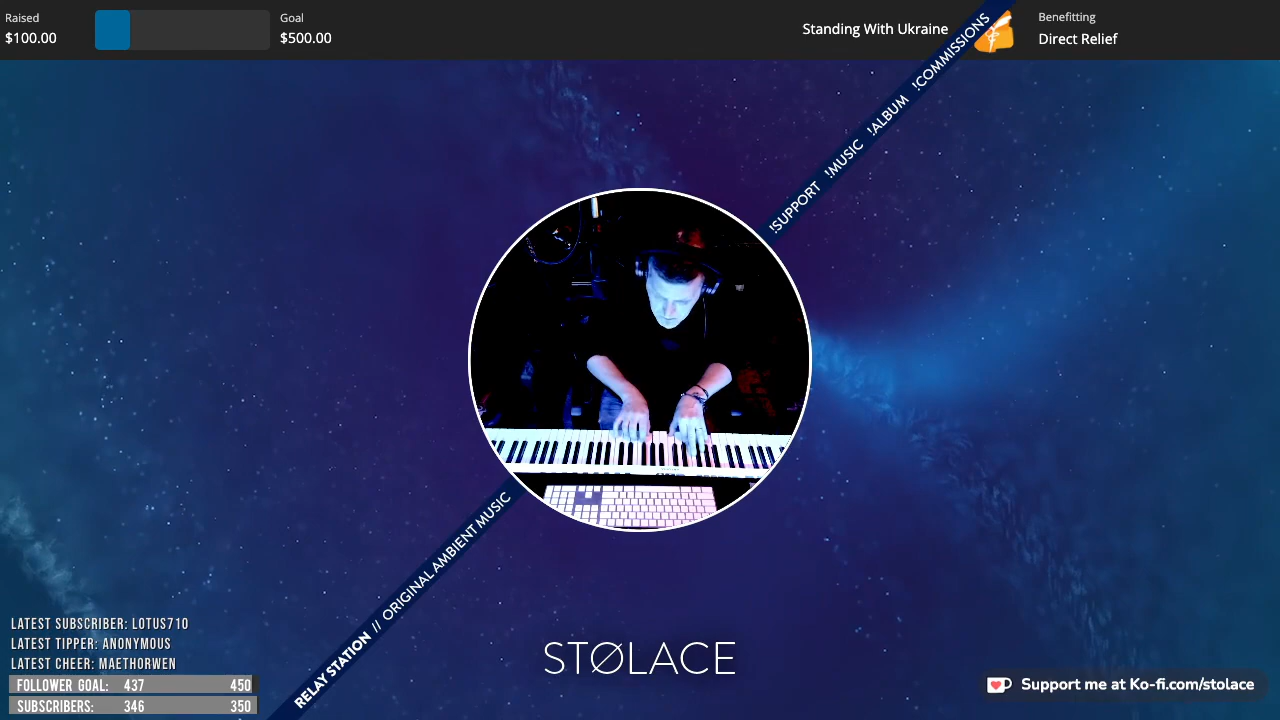 Raised
$100.00
Goal
$500.00
Standing With Ukraine
Benefitting
Direct Relief
!SUPPORT !MUSIC !ALBUM !COMMISSIONS
RELAY STATION // ORIGINAL AMBIENT MUSIC
LATEST SUBSCRIBER: LOTUS710
LATEST TIPPER: ANONYMOUS
LATEST CHEER: MAETHORWEN
FOLLOWER GOAL: 437 450
SUBSCRIBERS: 346 350
STØLACE
Support me at Ko-fi.com/stolace